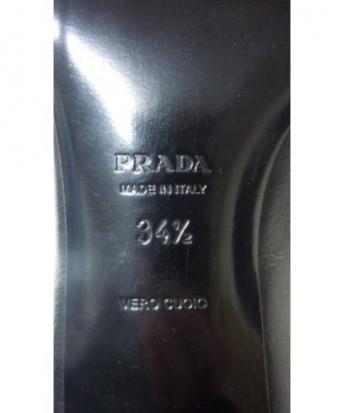 PRADA
MADE IN ITALY
34½
VERO CUOIO